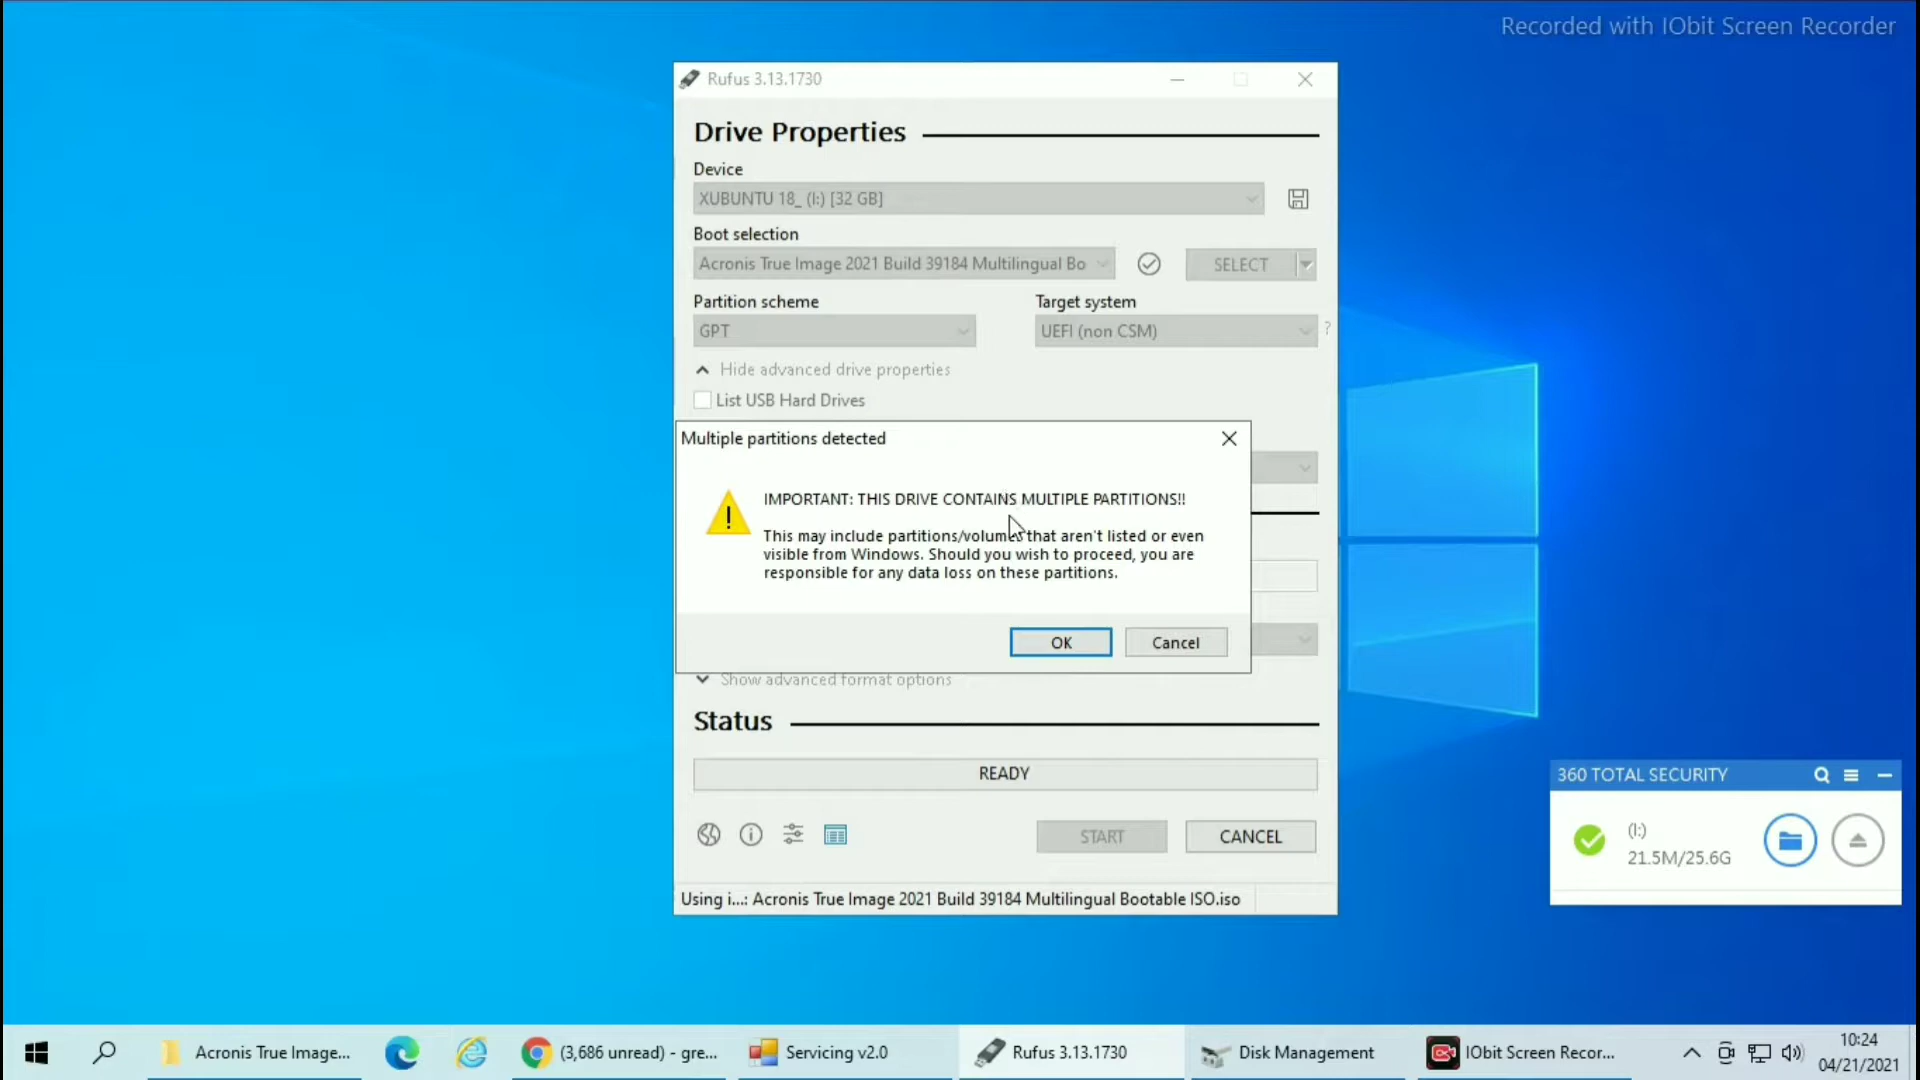 Recorded with IObit Screen Recorder
Rufus 3.13.1730
Drive Properties
Device
XUBUNTU 18_ (I:) [32 GB]
Boot selection
Acronis True Image 2021 Build 39184 Multilingual Bo
SELECT
Partition scheme
Target system
GPT
UEFI (non CSM)
?
Hide advanced drive properties
List USB Hard Drives
Multiple partitions detected
IMPORTANT: THIS DRIVE CONTAINS MULTIPLE PARTITIONS!!
This may include partitions/volumes that aren't listed or even
visible from Windows. Should you wish to proceed, you are
responsible for any data loss on these partitions.
OK
Cancel
Show advanced format options
Status
READY
START
CANCEL
Using i...: Acronis True Image 2021 Build 39184 Multilingual Bootable ISO.iso
360 TOTAL SECURITY
(I:)
21.5M/25.6G
Acronis True Image...
(3,686 unread) - gre...
Servicing v2.0
Rufus 3.13.1730
Disk Management
IObit Screen Recor...
10:24
04/21/2021